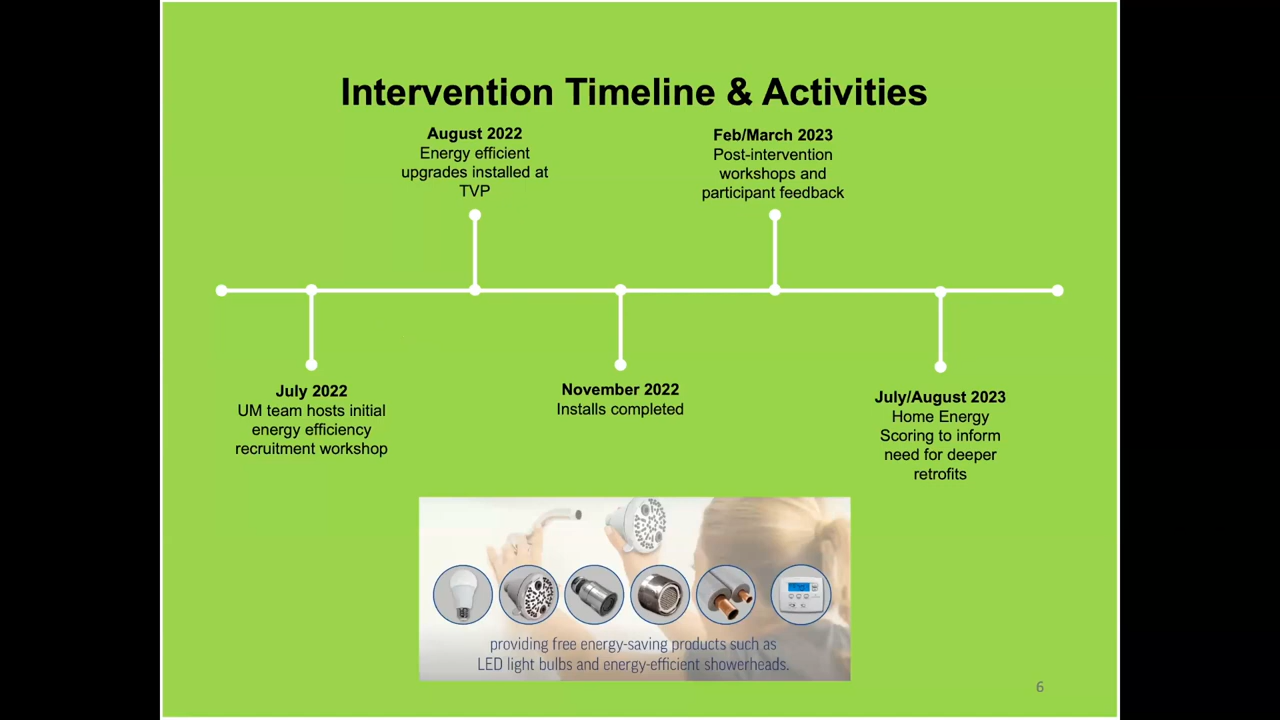 Intervention Timeline & Activities
August 2022
Energy efficient
upgrades installed at
TVP
Feb/March 2023
Post-intervention
workshops and
participant feedback
July 2022
UM team hosts initial
energy efficiency
recruitment workshop
November 2022
Installs completed
July/August 2023
Home Energy
Scoring to inform
need for deeper
retrofits
providing free energy-saving products such as
LED light bulbs and energy-efficient showerheads.
6